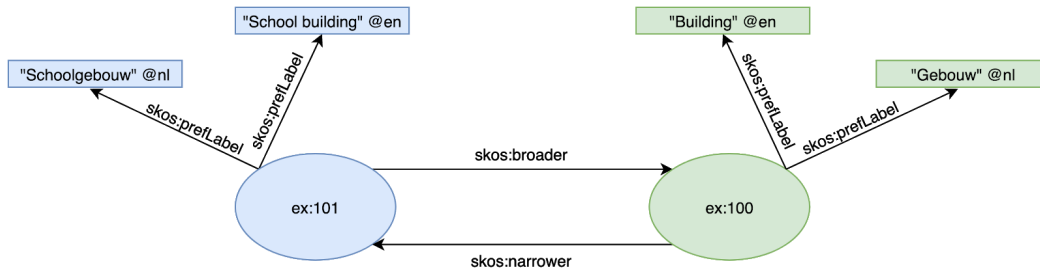 "School building" @en
"Building" @en
"Schoolgebouw" @nl
"Gebouw" @nl
skos:prefLabel
skos:prefLabel
skos:prefLabel
skos:prefLabel
skos:broader
ex:101
ex:100
skos:narrower